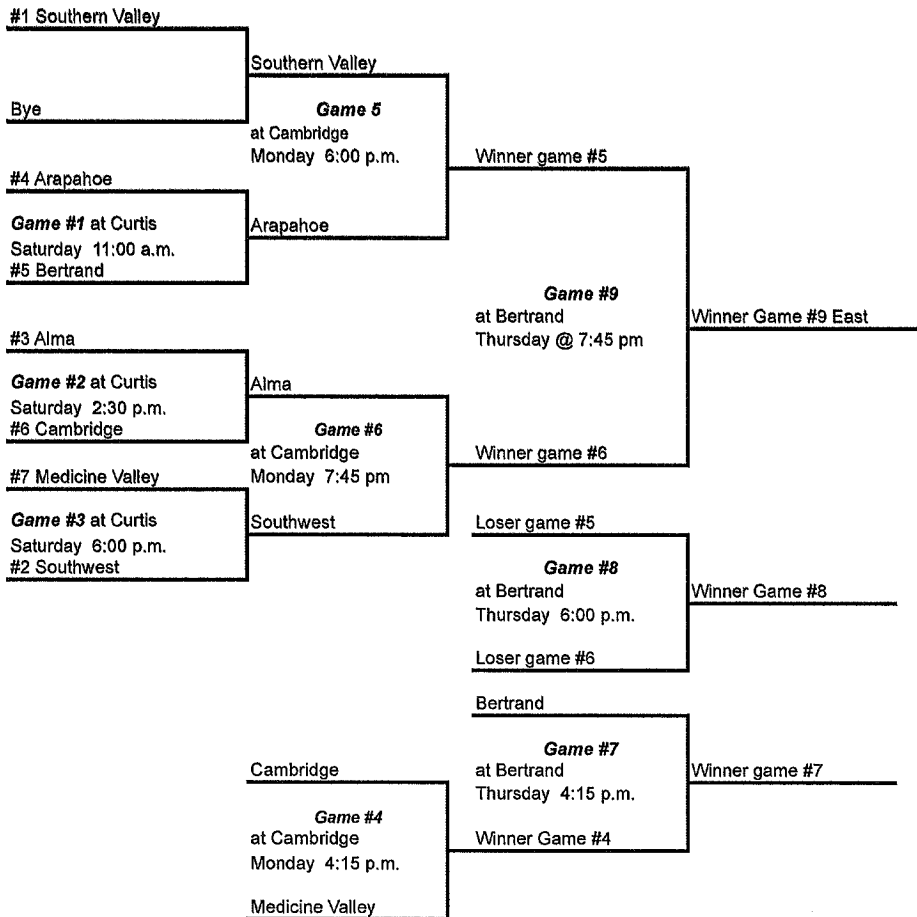 #1 Southern Valley
Southern Valley
Bye
Game 5
at Cambridge
Monday 6:00 p.m.
Winner game #5
#4 Arapahoe
Game #1 at Curtis
Saturday 11:00 a.m.
#5 Bertrand
Arapahoe
Game #9
at Bertrand
Thursday @ 7:45 pm
Winner Game #9 East
#3 Alma
Game #2 at Curtis
Saturday 2:30 p.m.
#6 Cambridge
Alma
Game #6
at Cambridge
Monday 7:45 pm
Winner game #6
#7 Medicine Valley
Game #3 at Curtis
Saturday 6:00 p.m.
#2 Southwest
Southwest
Loser game #5
Game #8
at Bertrand
Thursday 6:00 p.m.
Winner Game #8
Loser game #6
Bertrand
Game #7
at Bertrand
Thursday 4:15 p.m.
Winner game #7
Cambridge
Game #4
at Cambridge
Monday 4:15 p.m.
Winner Game #4
Medicine Valley